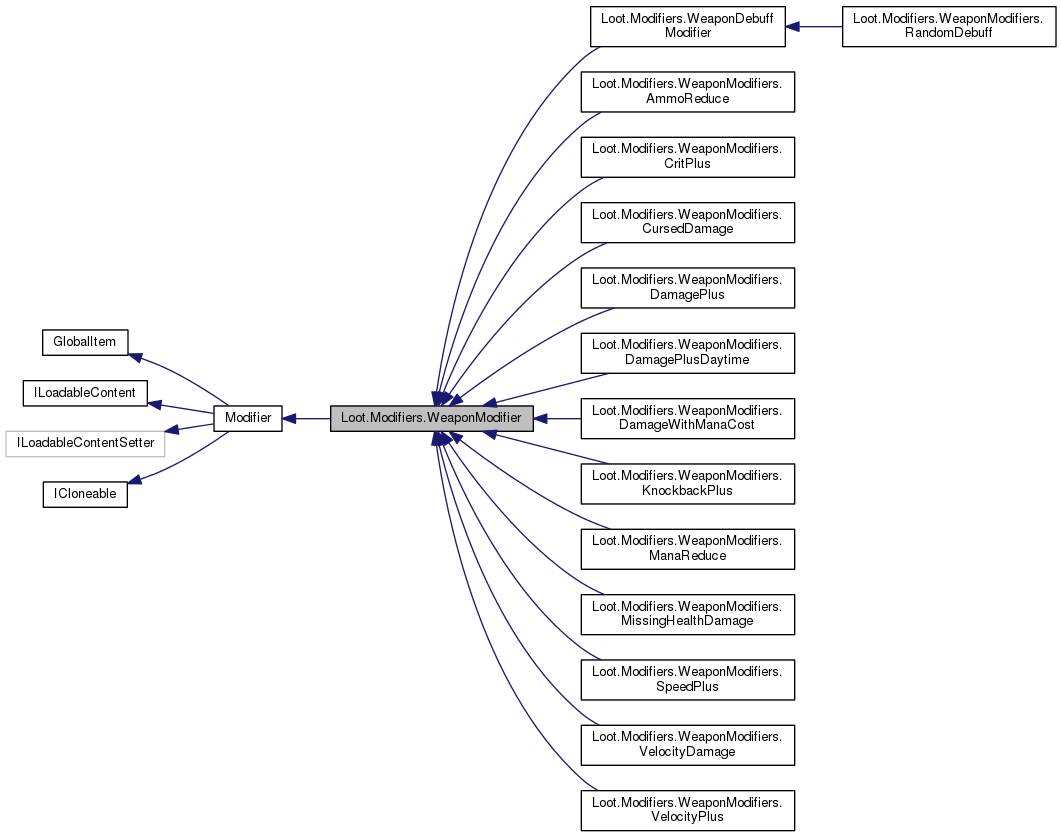 GlobalItem
ILoadableContent
ILoadableContentSetter
ICloneable
Modifier
Loot.Modifiers.WeaponModifier
Loot.Modifiers.WeaponDebuff
Modifier
Loot.Modifiers.WeaponModifiers.
RandomDebuff
Loot.Modifiers.WeaponModifiers.
AmmoReduce
Loot.Modifiers.WeaponModifiers.
CritPlus
Loot.Modifiers.WeaponModifiers.
CursedDamage
Loot.Modifiers.WeaponModifiers.
DamagePlus
Loot.Modifiers.WeaponModifiers.
DamagePlusDaytime
Loot.Modifiers.WeaponModifiers.
DamageWithManaCost
Loot.Modifiers.WeaponModifiers.
KnockbackPlus
Loot.Modifiers.WeaponModifiers.
ManaReduce
Loot.Modifiers.WeaponModifiers.
MissingHealthDamage
Loot.Modifiers.WeaponModifiers.
SpeedPlus
Loot.Modifiers.WeaponModifiers.
VelocityDamage
Loot.Modifiers.WeaponModifiers.
VelocityPlus